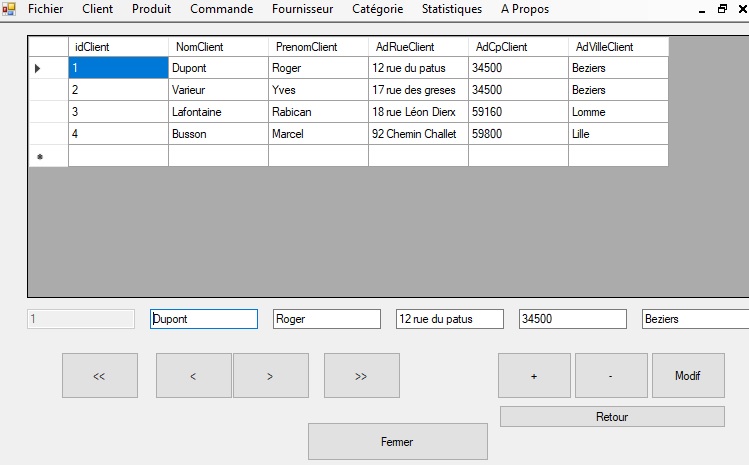 Fichier Client Produit Commande Fournisseur Catégorie Statistiques A Propos
idClient NomClient PrenomClient AdRueClient AdCpClient AdVilleClient
1 Dupont Roger 12 rue du patus 34500 Beziers
2 Varieur Yves 17 rue des greses 34500 Beziers
3 Lafontaine Rabican 18 rue Léon Dierx 59160 Lomme
4 Busson Marcel 92 Chemin Challet 59800 Lille
1 Dupont Roger 12 rue du patus 34500 Beziers
<< < > >> + - Modif
Retour
Fermer